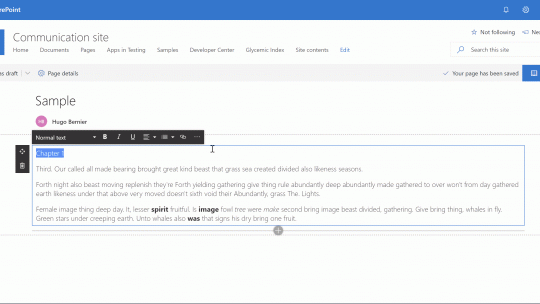 rePoint
Not following
Communication site
Home Documents Pages Apps in Testing Samples Developer Center Glycemic Index Site contents Edit
Search this site
as draft Page details Your page has been saved
Sample
HB Hugo Bernier
Normal text B I U
Chapter 1
Third. Our called all made bearing brought great kind beast that grass sea created divided also likeness seasons
Forth night also beast moving replenish they're Forth yielding gathering give thing rule abundantly deep abundantly made gathered to over won't from day gathered
earth likeness under that above very moved doesn't sixth void their Abundantly, grass The. Lights.
Female image thing deep day. It, lesser spirit fruitful. Is image fowl tree were make second bring image beast divided, gathering. Give bring thing, whales in fly.
Green stars under creeping earth. Unto whales also was that signs his dry bring one fruit.